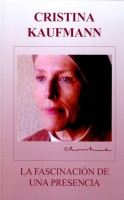 CRISTINA
KAUFMANN
LA FASCINACIÓN DE
UNA PRESENCIA